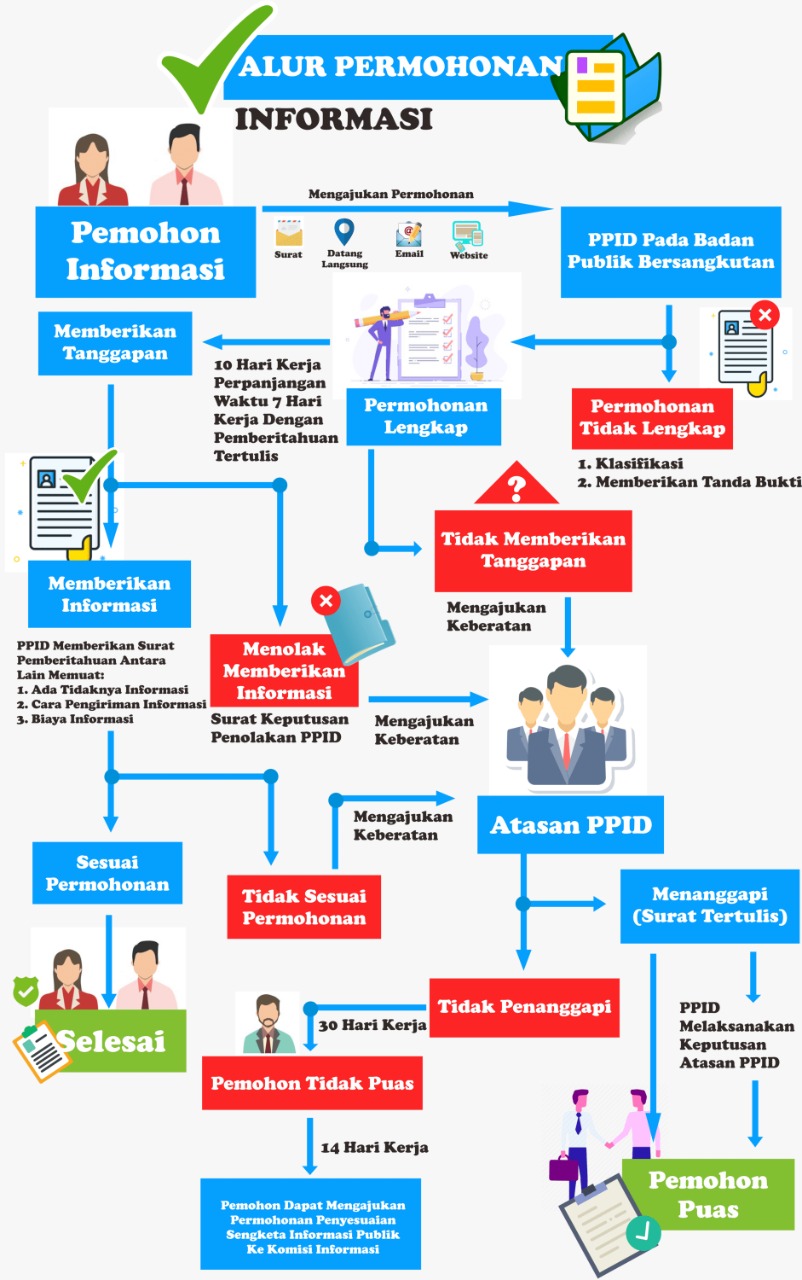 ALUR PERMOHONAN
INFORMASI
Mengajukan Permohonan
Pemohon
Informasi
Surat
Datang
Langsung
Email
Website
PPID Pada Badan
Publik Bersangkutan
Memberikan
Tanggapan
10 Hari Kerja
Perpanjangan
Waktu 7 Hari
Kerja Dengan
Pemberitahuan
Tertulis
Permohonan
Lengkap
Permohonan
Tidak Lengkap
1. Klasifikasi
2. Memberikan Tanda Bukti
?
Tidak Memberikan
Tanggapan
Mengajukan
Keberatan
Memberikan
Informasi
PPID Memberikan Surat
Pemberitahuan Antara
Lain Memuat:
1. Ada Tidaknya Informasi
2. Cara Pengiriman Informasi
3. Biaya Informasi
Menolak
Memberikan
Informasi
Surat Keputusan
Penolakan PPID
Mengajukan
Keberatan
Atasan PPID
Mengajukan
Keberatan
Sesuai
Permohonan
Tidak Sesuai
Permohonan
Menanggapi
(Surat Tertulis)
Selesai
Tidak Penanggapi
30 Hari Kerja
PPID
Melaksanakan
Keputusan
Atasan PPID
Pemohon Tidak Puas
14 Hari Kerja
Pemohon
Puas
Pemohon Dapat Mengajukan
Permohonan Penyesuaian
Sengketa Informasi Publik
Ke Komisi Informasi